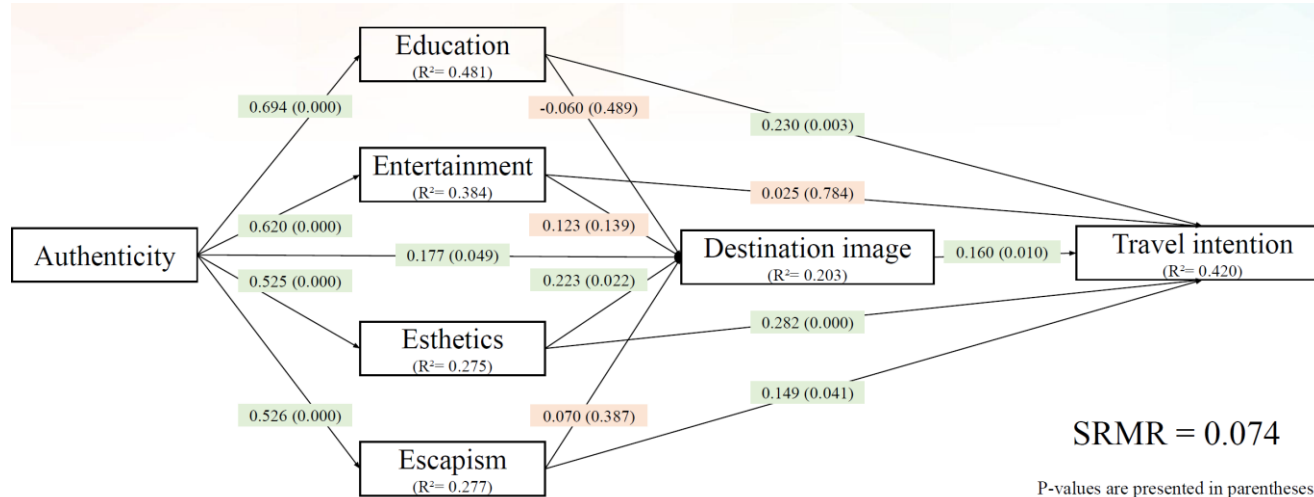 Education
(R²= 0.481)
0.694 (0.000)
-0.060 (0.489)
0.230 (0.003)
Entertainment
(R²= 0.384)
0.025 (0.784)
0.620 (0.000)
0.123 (0.139)
Authenticity
0.177 (0.049)
Destination image
(R²= 0.203)
0.160 (0.010)
Travel intention
(R²= 0.420)
0.525 (0.000)
0.223 (0.022)
Esthetics
(R²= 0.275)
0.282 (0.000)
0.149 (0.041)
0.526 (0.000)
0.070 (0.387)
Escapism
(R²= 0.277)
SRMR = 0.074
P-values are presented in parentheses